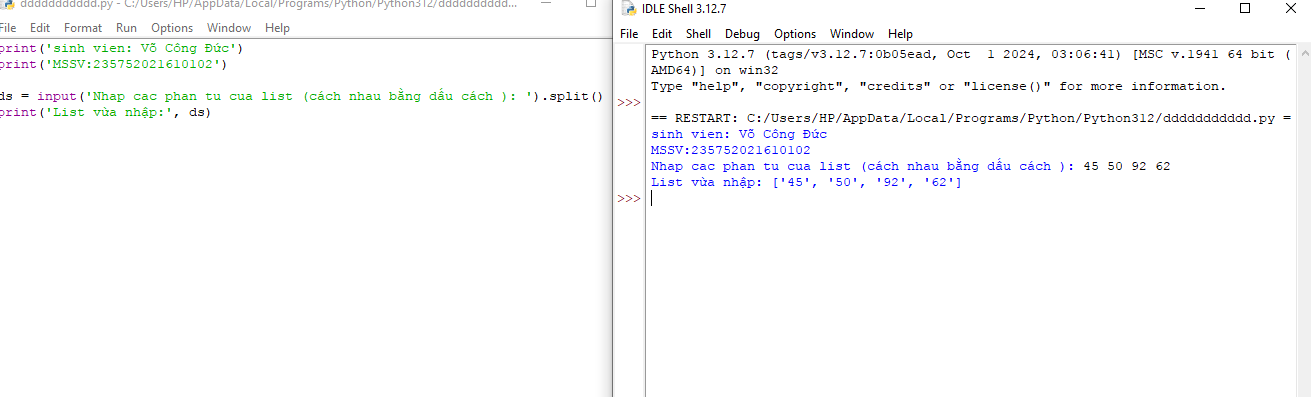 ddddddddddd.py - C:/Users/HP/AppData/Local/Programs/Python/Python312/dddddddddd...
File Edit Format Run Options Window Help
print('sinh vien: Võ Công Đức')
print('MSSV:235752021610102')
ds = input('Nhap cac phan tu cua list (cách nhau bằng dấu cách ): ').split()
print('List vừa nhập:', ds)
IDLE Shell 3.12.7
File Edit Shell Debug Options Window Help
Python 3.12.7 (tags/v3.12.7:0b05ead, Oct  1 2024, 03:06:41) [MSC v.1941 64 bit (
AMD64)] on win32
Type "help", "copyright", "credits" or "license()" for more information.
>>>
== RESTART: C:/Users/HP/AppData/Local/Programs/Python/Python312/ddddddddddd.py =
sinh vien: Võ Công Đức
MSSV:235752021610102
Nhap cac phan tu cua list (cách nhau bằng dấu cách ): 45 50 92 62
List vừa nhập: ['45', '50', '92', '62']
>>>